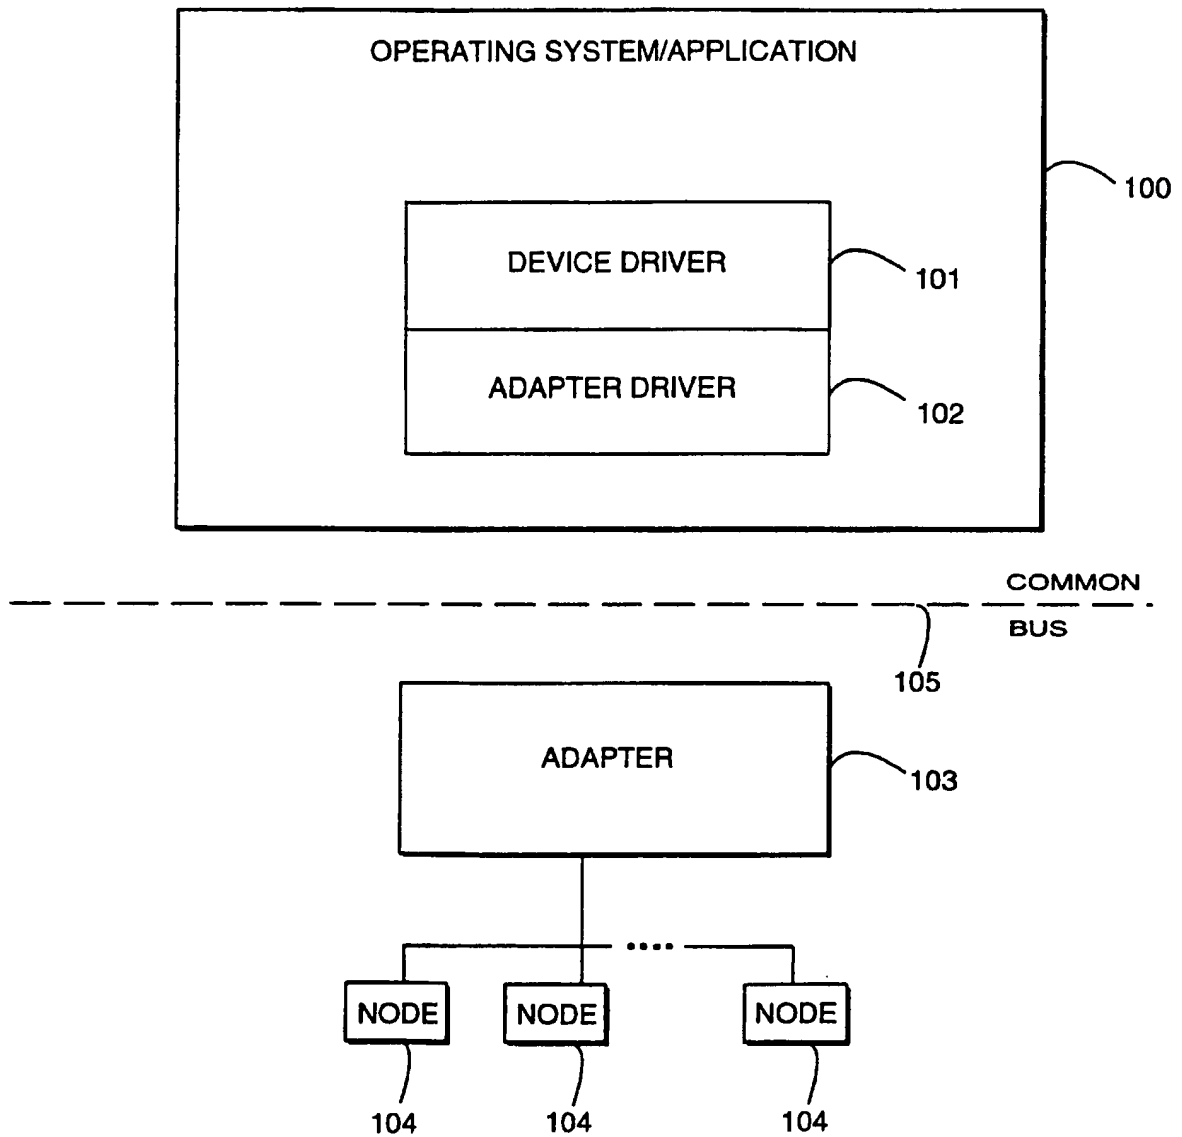 OPERATING SYSTEM/APPLICATION
100
DEVICE DRIVER
101
ADAPTER DRIVER
102
COMMON
BUS
105
ADAPTER
103
NODE NODE NODE
104 104 104